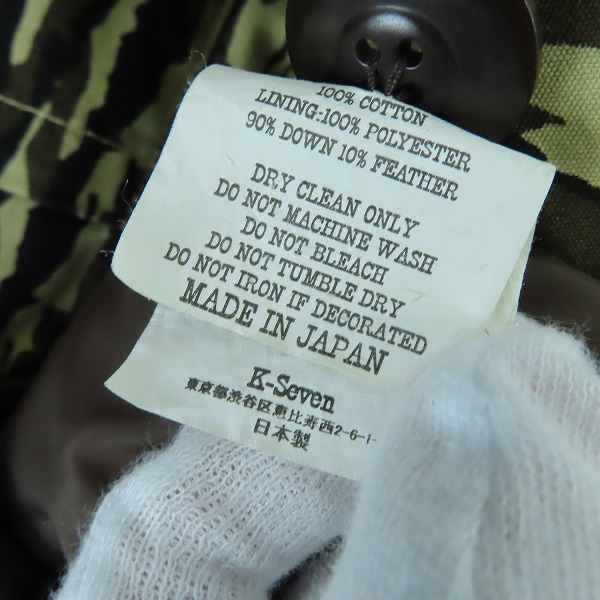 100% COTTON
LINING:100% POLYESTER
90% DOWN 10% FEATHER
DRY CLEAN ONLY
DO NOT MACHINE WASH
DO NOT BLEACH
DO NOT TUMBLE DRY
DO NOT IRON IF DECORATED
MADE IN JAPAN
K-Seven
東京都渋谷区恵比寿西2-6-1-
日本製